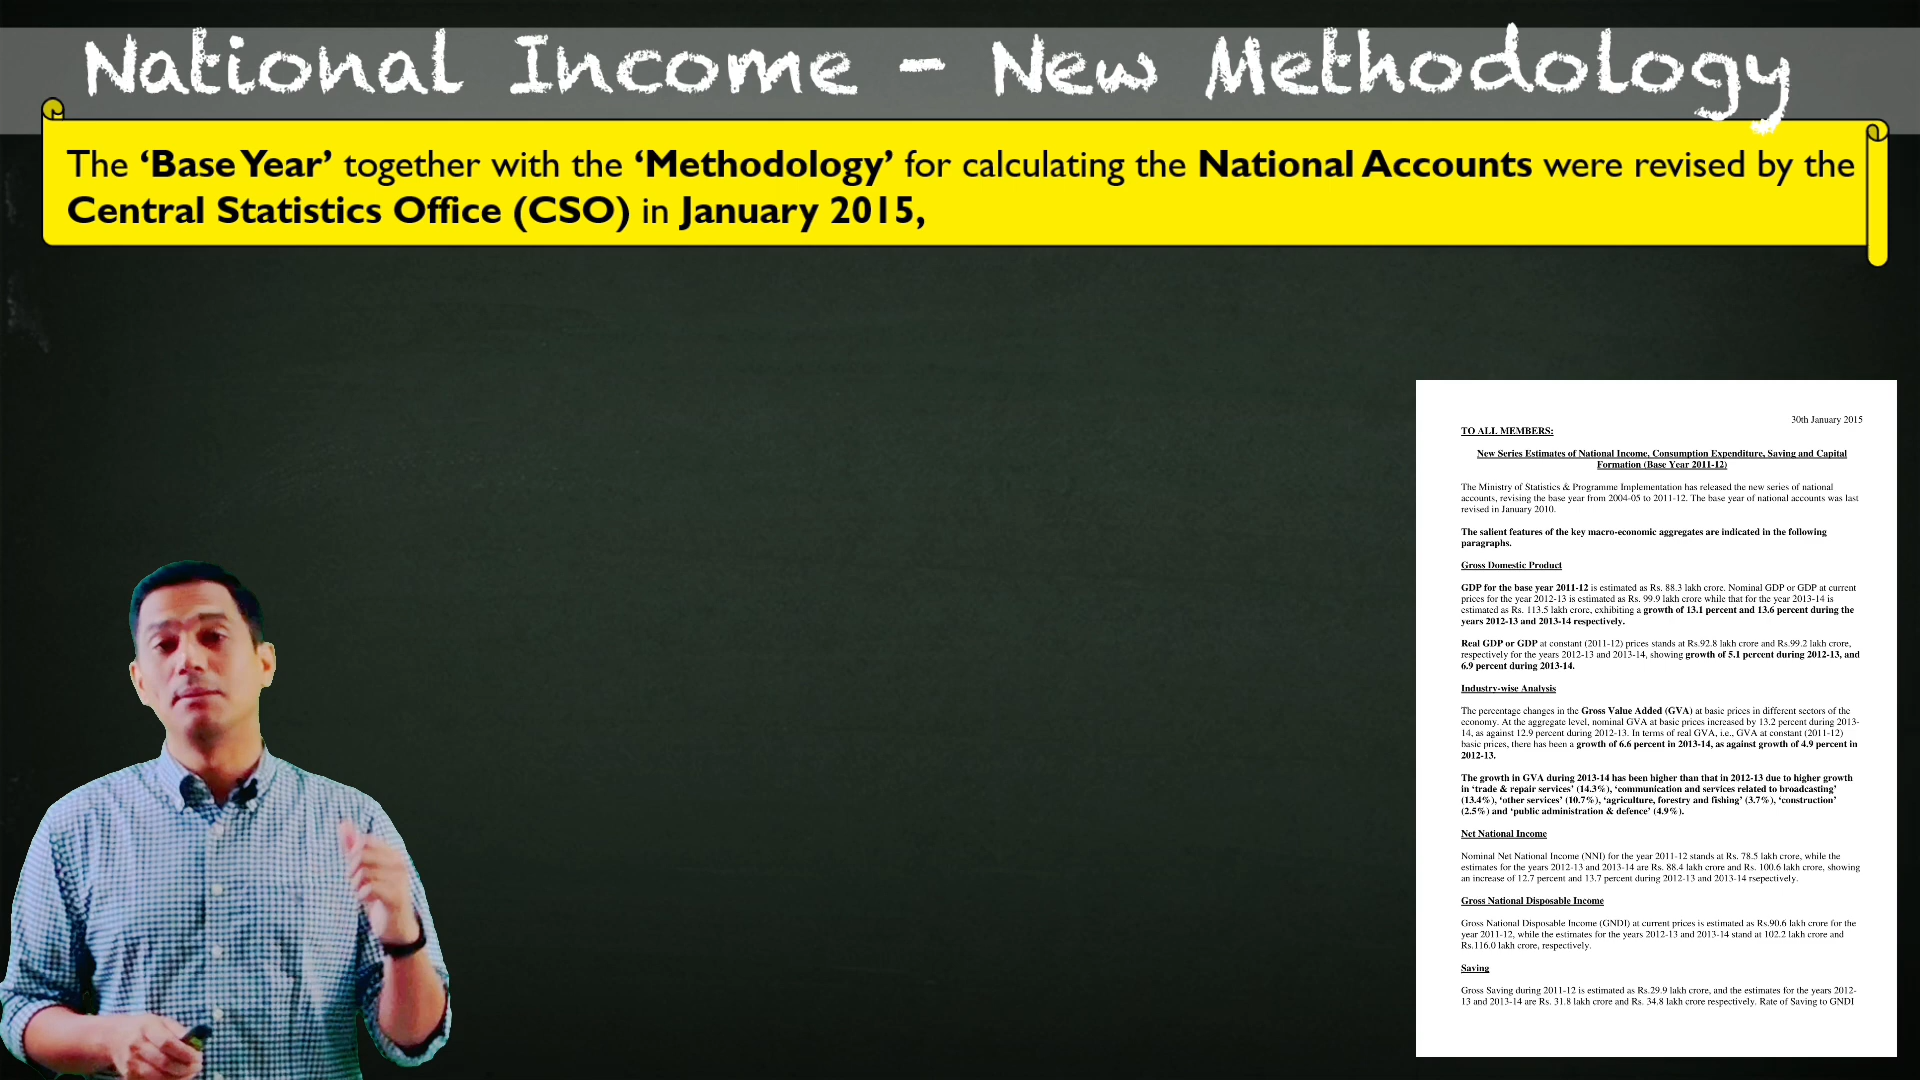 National Income - New Methodology
The ‘Base Year’ together with the ‘Methodology’ for calculating the National Accounts were revised by the
Central Statistics Office (CSO) in January 2015,
30th January 2015
TO ALL MEMBERS:
New Series Estimates of National Income, Consumption Expenditure, Saving and Capital
Formation (Base Year 2011-12)
The Ministry of Statistics & Programme Implementation has released the new series of national
accounts, revising the base year from 2004-05 to 2011-12. The base year of national accounts was last
revised in January 2010.
The salient features of the key macro-economic aggregates are indicated in the following
paragraphs.
Gross Domestic Product
GDP for the base year 2011-12 is estimated as Rs. 88.3 lakh crore. Nominal GDP or GDP at current
prices for the year 2012-13 is estimated as Rs. 99.9 lakh crore while that for the year 2013-14 is
estimated as Rs. 113.5 lakh crore, exhibiting a growth of 13.1 percent and 13.6 percent during the
years 2012-13 and 2013-14 respectively.
Real GDP or GDP at constant (2011-12) prices stands at Rs.92.8 lakh crore and Rs.99.2 lakh crore,
respectively for the years 2012-13 and 2013-14, showing growth of 5.1 percent during 2012-13, and
6.9 percent during 2013-14.
Industry-wise Analysis
The percentage changes in the Gross Value Added (GVA) at basic prices in different sectors of the
economy. At the aggregate level, nominal GVA at basic prices increased by 13.2 percent during 2013-
14, as against 12.9 percent during 2012-13. In terms of real GVA, i.e., GVA at constant (2011-12)
basic prices, there has been a growth of 6.6 percent in 2013-14, as against growth of 4.9 percent in
2012-13.
The growth in GVA during 2013-14 has been higher than that in 2012-13 due to higher growth
in ‘trade & repair services’ (14.3%), ‘communication and services related to broadcasting’
(13.4%), ‘other services’ (10.7%), ‘agriculture, forestry and fishing’ (3.7%), ‘construction’
(2.5%) and ‘public administration & defence’ (4.9%).
Net National Income
Nominal Net National Income (NNI) for the year 2011-12 stands at Rs. 78.5 lakh crore, while the
estimates for the years 2012-13 and 2013-14 are Rs. 88.4 lakh crore and Rs. 100.6 lakh crore, showing
an increase of 12.7 percent and 13.7 percent during 2012-13 and 2013-14 rsepectively.
Gross National Disposable Income
Gross National Disposable Income (GNDI) at current prices is estimated as Rs.90.6 lakh crore for the
year 2011-12, while the estimates for the years 2012-13 and 2013-14 stand at 102.2 lakh crore and
Rs.116.0 lakh crore, respectively.
Saving
Gross Saving during 2011-12 is estimated as Rs.29.9 lakh crore, and the estimates for the years 2012-
13 and 2013-14 are Rs. 31.8 lakh crore and Rs. 34.8 lakh crore respectively. Rate of Saving to GNDI